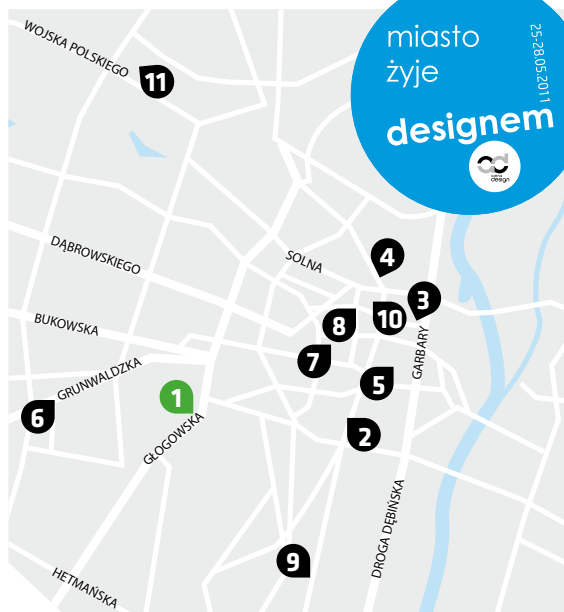 miasto
żyje
designem
25-28.05.2011
design
WOJSKA POLSKIEGO
11
SOLNA
4
DĄBROWSKIEGO
3
10
8
BUKOWSKA
GARBARY
7
GRUNWALDZKA
5
1
6
GŁOGOWSKA
2
DROGA DĘBIŃSKA
9
HETMAŃSKA